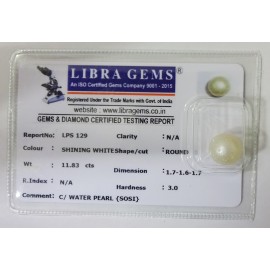 LIBRA GEMS®
An ISO Certified Gems Company 9001 - 2015
Registered Under the Trade Marks with Govt. of India
website : www.libragems.co.in
GEMS & DIAMOND CERTIFIED TESTING REPORT
ReportNo: LPS 129 Clarity : N/A
Colour : SHINING WHITE Shape/cut : ROUND
Wt : 11.83 cts Dimension : 1.7-1.6-1.7
R.Index : N/A Hardness : 3.0
Comment : C/ WATER PEARL {SOSI}